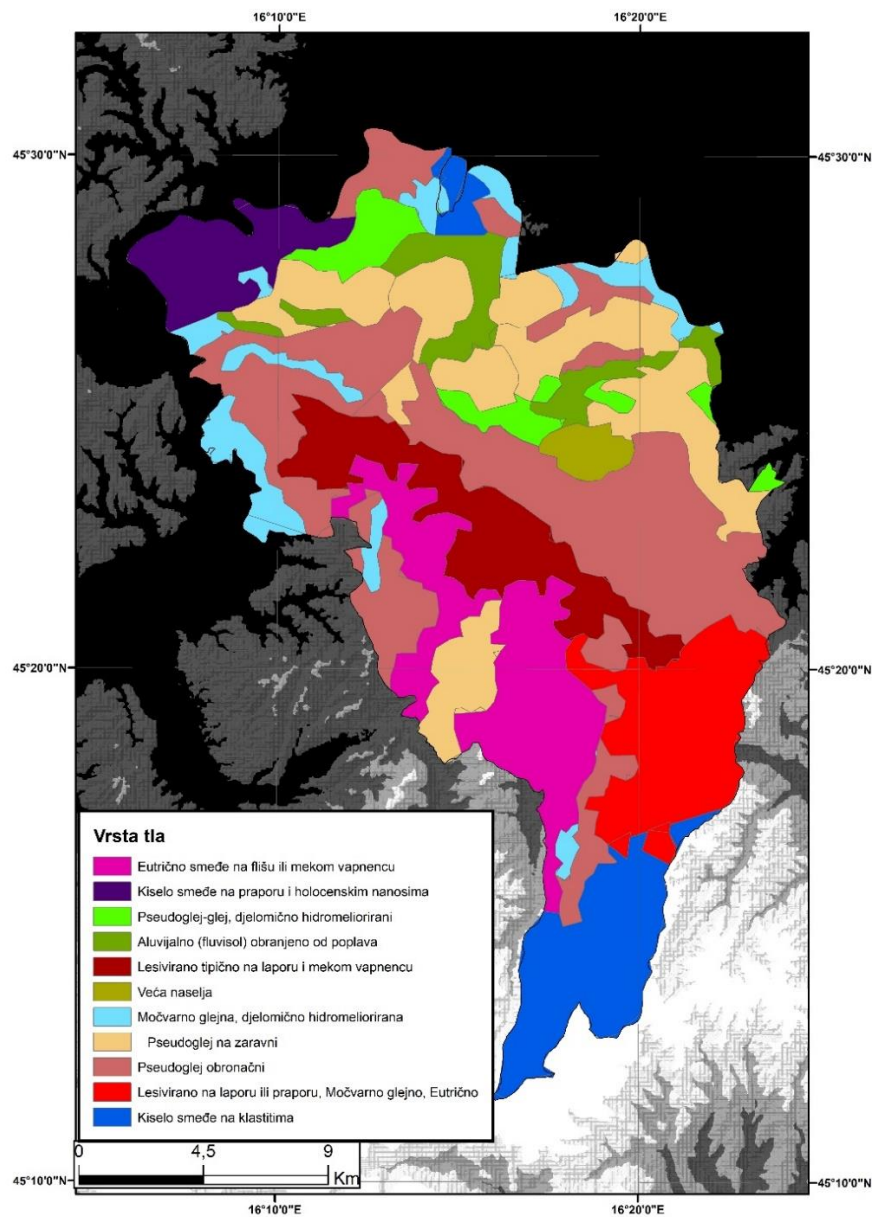 16°10'0"E
16°20'0"E
45°30'0"N
45°30'0"N
45°20'0"N
45°20'0"N
Vrsta tla
Eutrično smeđe na flišu ili mekom vapnencu
Kiselo smeđe na praporu i holocenskim nanosima
Pseudoglej-glej, djelomično hidromeliorirani
Aluvijalno (fluvisol) obranjeno od poplava
Lesivirano tipično na laporu i mekom vapnencu
Veća naselja
Močvarno glejna, djelomično hidromeliorirana
Pseudoglej na zaravni
Pseudoglej obronačni
Lesivirano na laporu ili praporu, Močvarno glejno, Eutrično
Kiselo smeđe na klastitima
0
4,5
9
Km
45°10'0"N
45°10'0"N
16°10'0"E
16°20'0"E